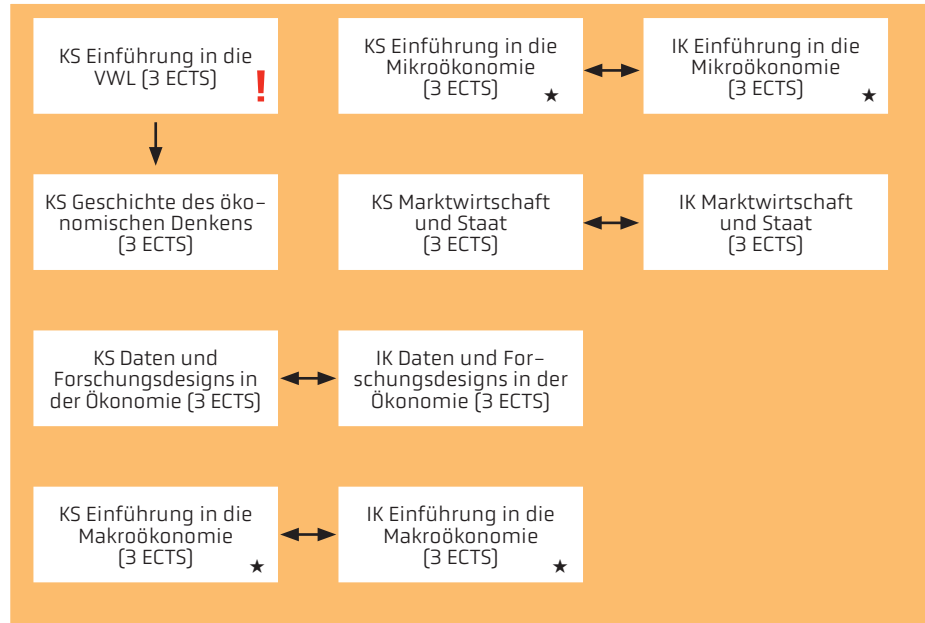 KS Einführung in die
VWL (3 ECTS)
!
KS Einführung in die
Mikroökonomie
(3 ECTS)
★
IK Einführung in die
Mikroökonomie
(3 ECTS)
★
KS Geschichte des öko–
nomischen Denkens
(3 ECTS)
KS Marktwirtschaft
und Staat
(3 ECTS)
IK Marktwirtschaft
und Staat
(3 ECTS)
KS Daten und
Forschungsdesigns in
der Ökonomie (3 ECTS)
IK Daten und For–
schungsdesigns in der
Ökonomie (3 ECTS)
KS Einführung in die
Makroökonomie
(3 ECTS)
★
IK Einführung in die
Makroökonomie
(3 ECTS)
★